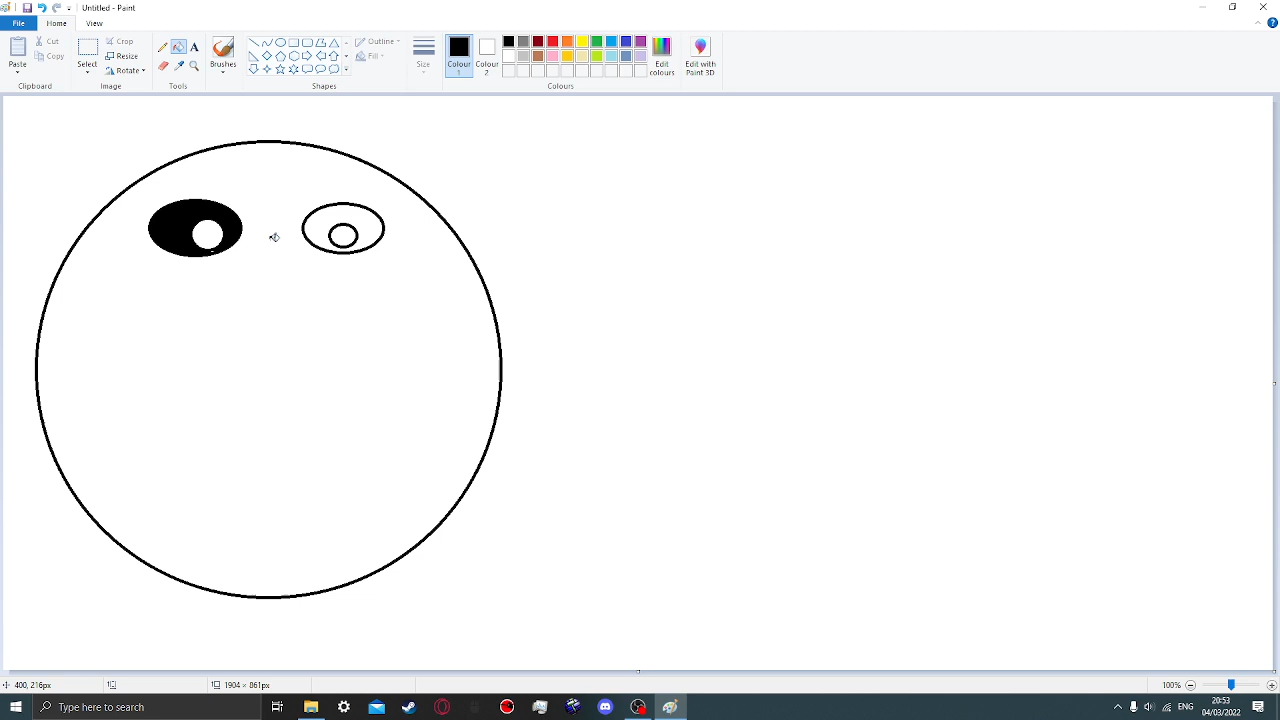 Untitled - Paint
File Home View
Paste
Cut
Copy
Clipboard
Select
Crop
Resize
Rotate
Image
A
Tools
Brushes
Outline
Fill
Shapes
Size
Colour 1
Colour 2
Edit colours
Colours
Edit with Paint 3D
400, 216px
1904 × 861px
100%
Type here to search
ENG
20:53
04/03/2022